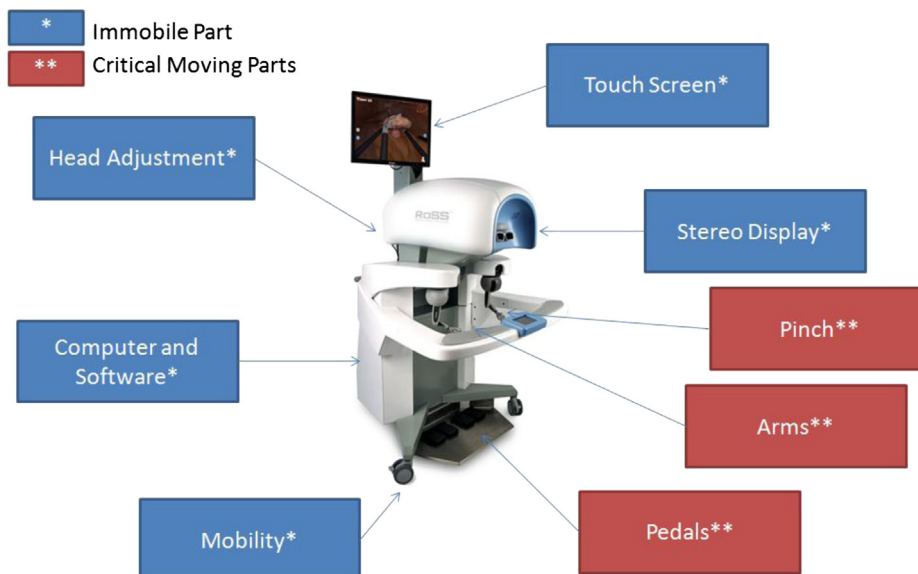 * Immobile Part
** Critical Moving Parts
Touch Screen*
Head Adjustment*
RoSS
Stereo Display*
Pinch**
Computer and
Software*
Arms**
Pedals**
Mobility*